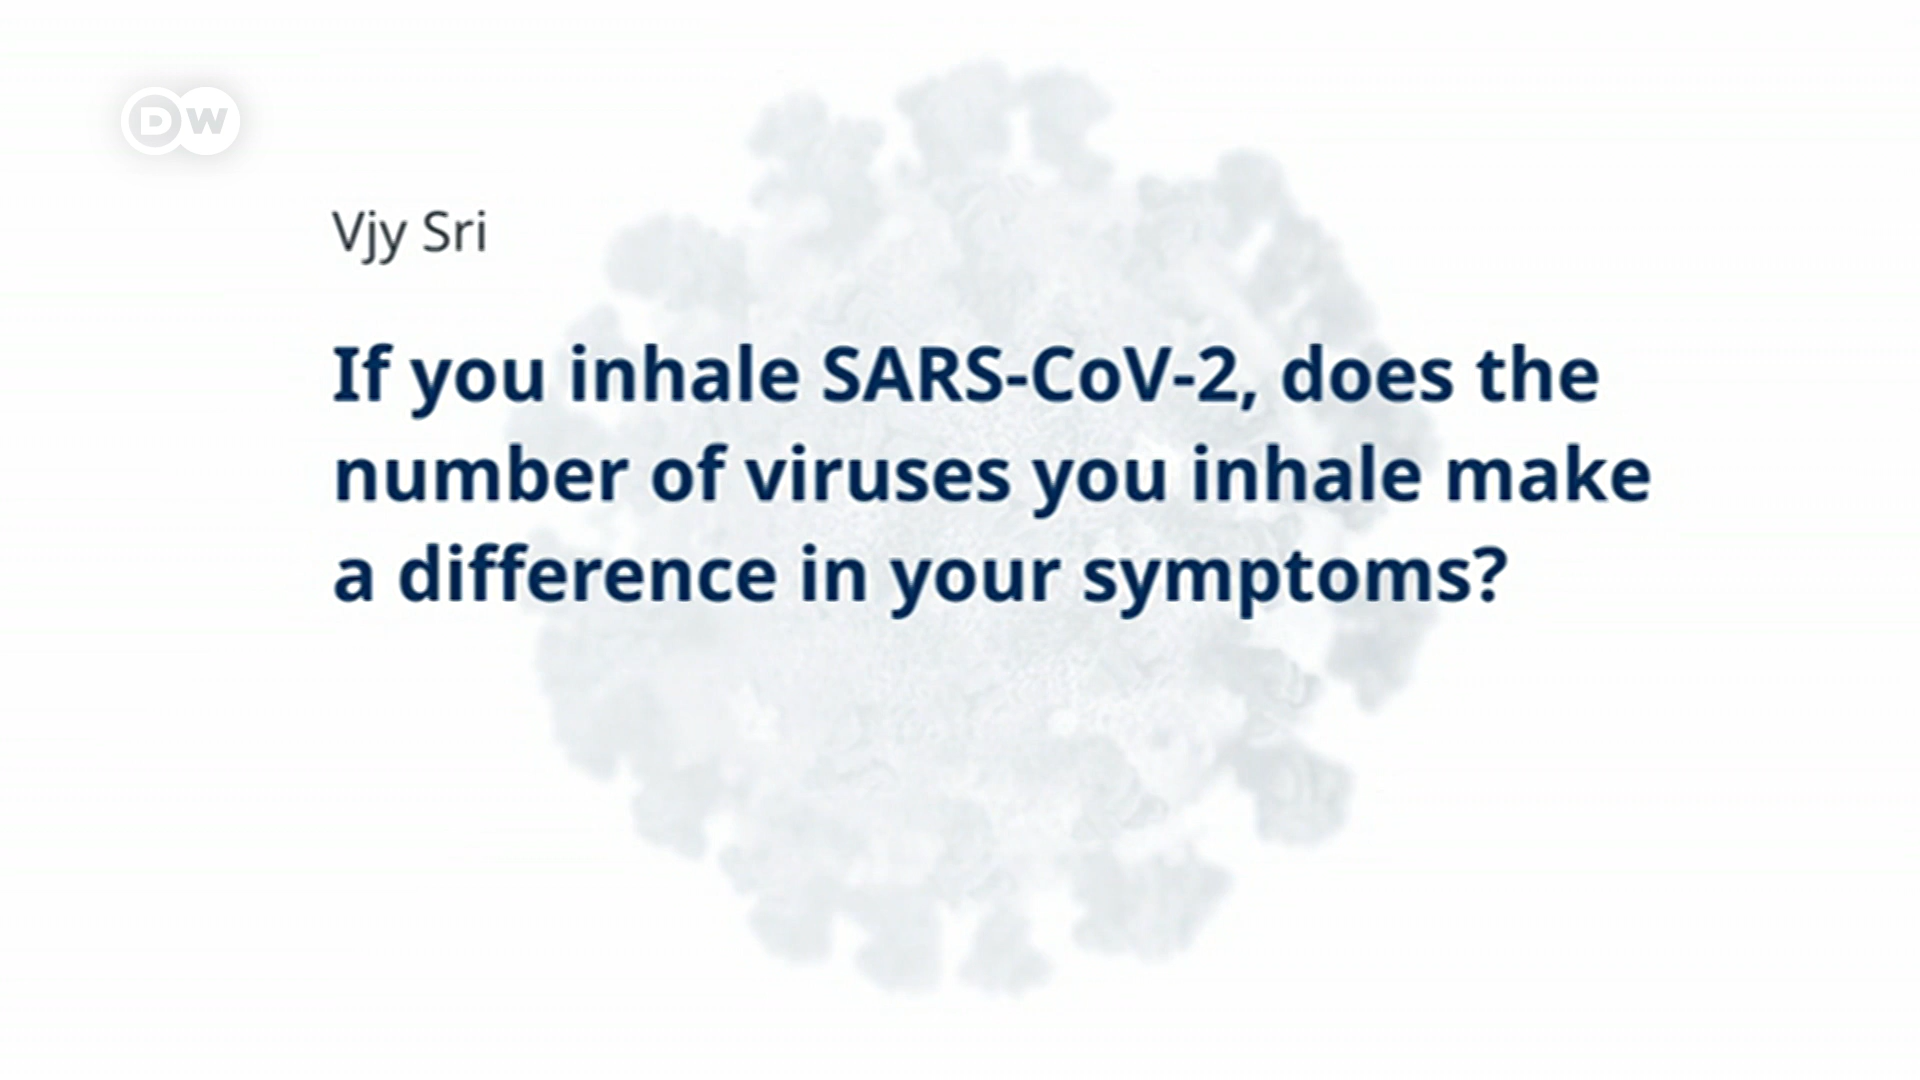 DW
Vjy Sri
If you inhale SARS-CoV-2, does the
number of viruses you inhale make
a difference in your symptoms?